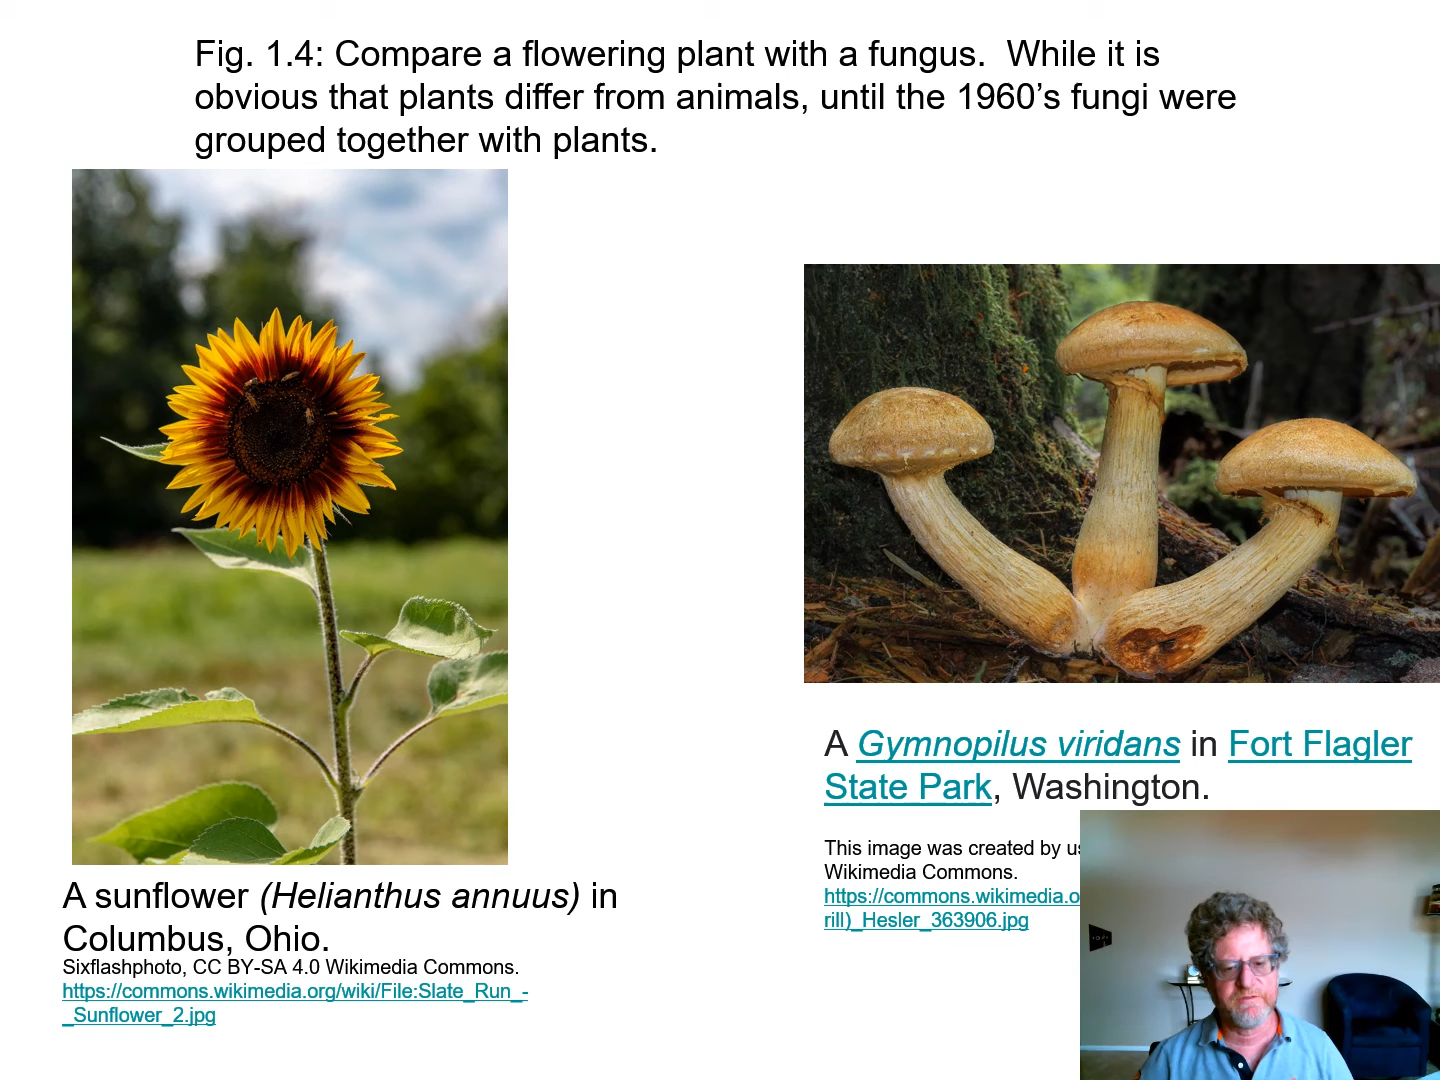 Fig. 1.4: Compare a flowering plant with a fungus.  While it is
obvious that plants differ from animals, until the 1960’s fungi were
grouped together with plants.
A sunflower (Helianthus annuus) in
Columbus, Ohio.
Sixflashphoto, CC BY-SA 4.0 Wikimedia Commons.
https://commons.wikimedia.org/wiki/File:Slate_Run_-
_Sunflower_2.jpg
A Gymnopilus viridans in Fort Flagler
State Park, Washington.
This image was created by
Wikimedia Commons.
https://commons.wikimedia.o
rill)_Hesler_363906.jpg